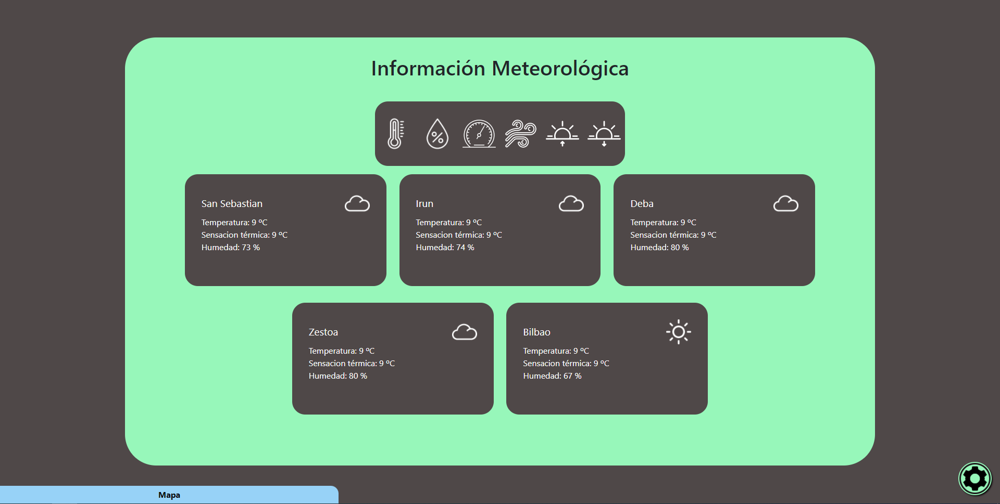 Información Meteorológica
San Sebastian
Temperatura: 9 ºC
Sensacion térmica: 9 ºC
Humedad: 73 %
Irun
Temperatura: 9 ºC
Sensacion térmica: 9 ºC
Humedad: 74 %
Deba
Temperatura: 9 ºC
Sensacion térmica: 9 ºC
Humedad: 80 %
Zestoa
Temperatura: 9 ºC
Sensacion térmica: 9 ºC
Humedad: 80 %
Bilbao
Temperatura: 9 ºC
Sensacion térmica: 9 ºC
Humedad: 67 %
Mapa